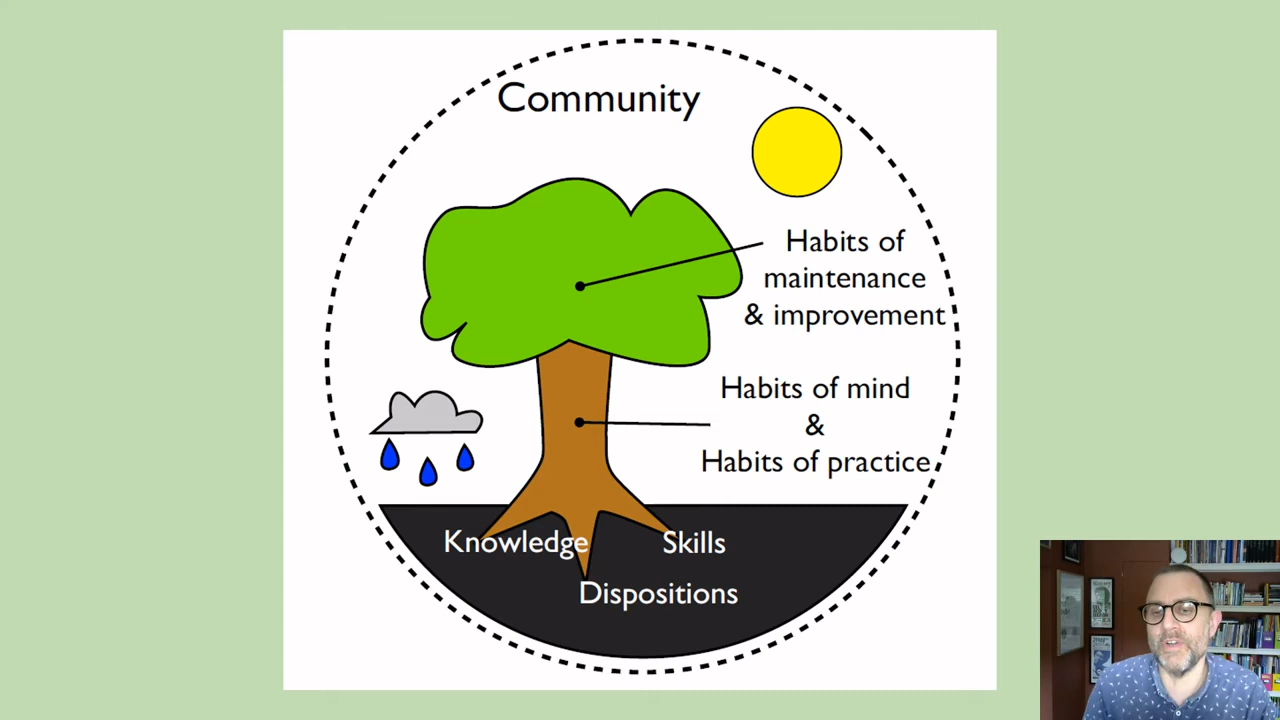 Community
Habits of
maintenance
& improvement
Habits of mind
&
Habits of practice
Knowledge
Skills
Dispositions